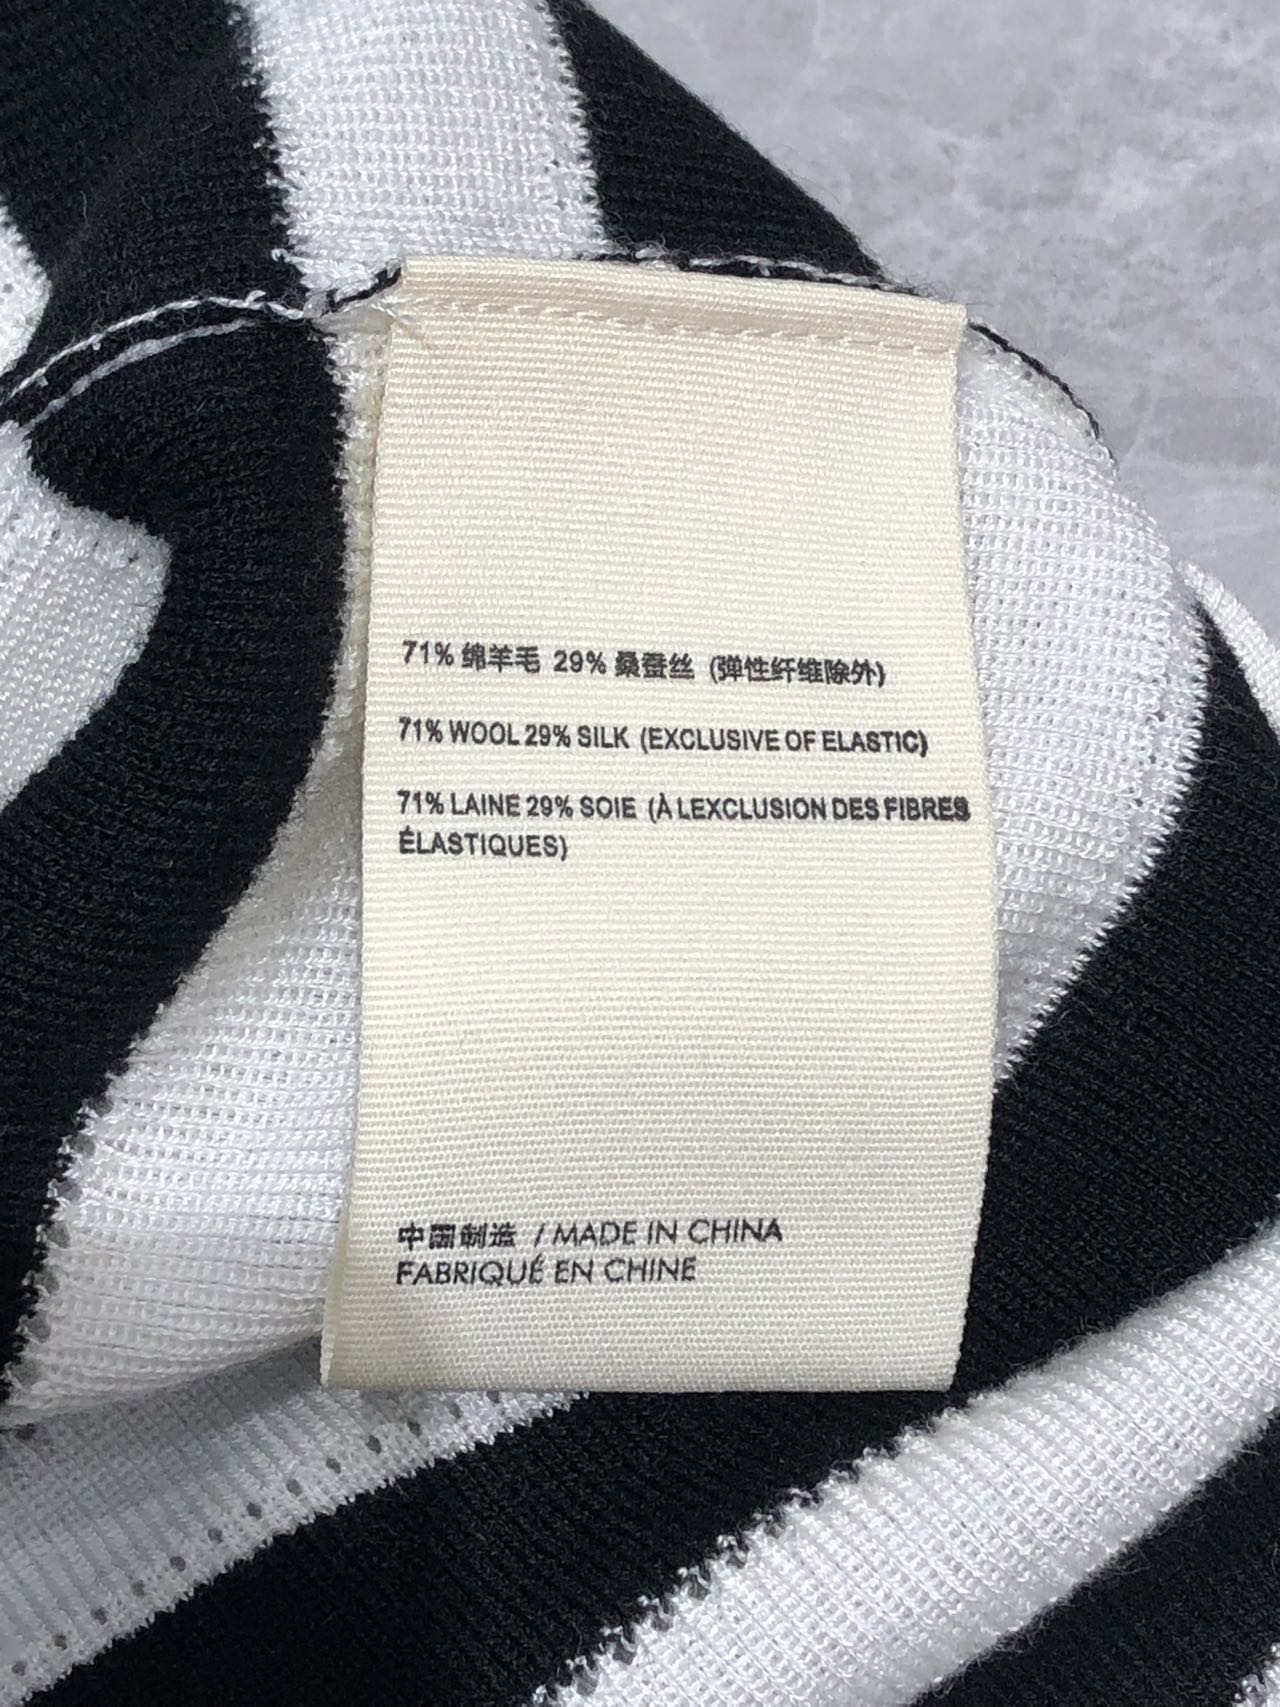 71% 绵羊毛 29% 桑蚕丝 (弹性纤维除外)
71% WOOL 29% SILK (EXCLUSIVE OF ELASTIC)
71% LAINE 29% SOIE (À LEXCLUSION DES FIBRES
ÉLASTIQUES)
中国制造 / MADE IN CHINA
FABRIQUÉ EN CHINE